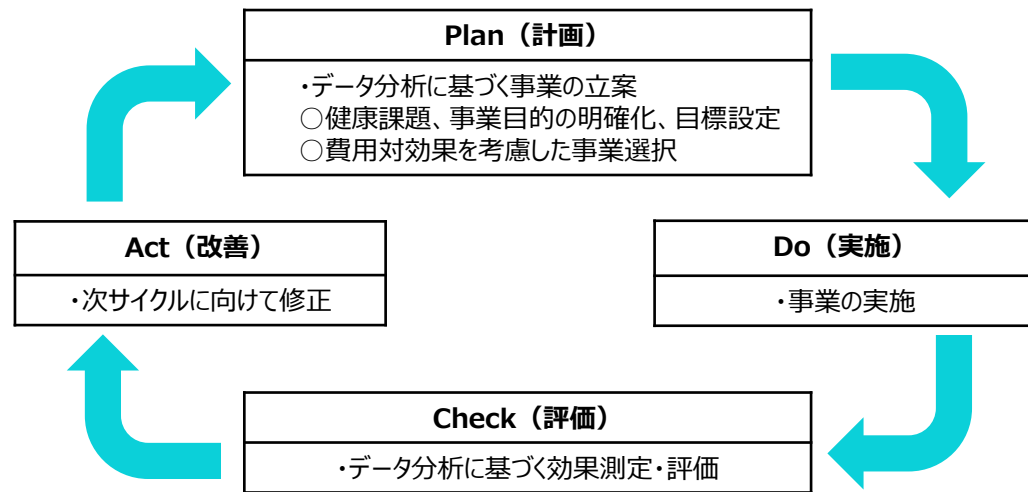 Plan（計画）
・データ分析に基づく事業の立案
○健康課題、事業目的の明確化、目標設定
○費用対効果を考慮した事業選択
Do（実施）
・事業の実施
Check（評価）
・データ分析に基づく効果測定・評価
Act（改善）
・次サイクルに向けて修正